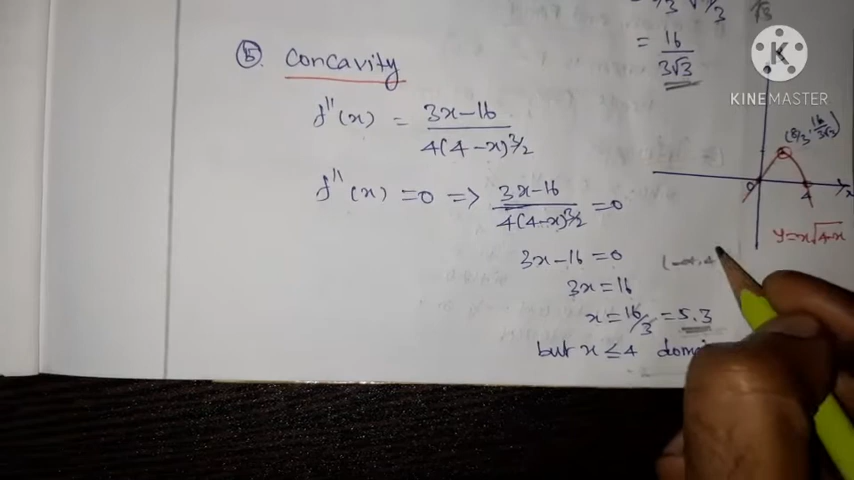 = 16/3√3
K
KINEMASTER
⑤. Concavity
f''(x) = 3x-16/4(4-x)^3/2
f''(x) = 0 => 3x-16/4(4-x)^3/2 = 0
3x-16 = 0
3x = 16
x = 16/3 = 5.3
but x ≤ 4
(8/3, 16/3√3)
0
4
x
y=x√4-x